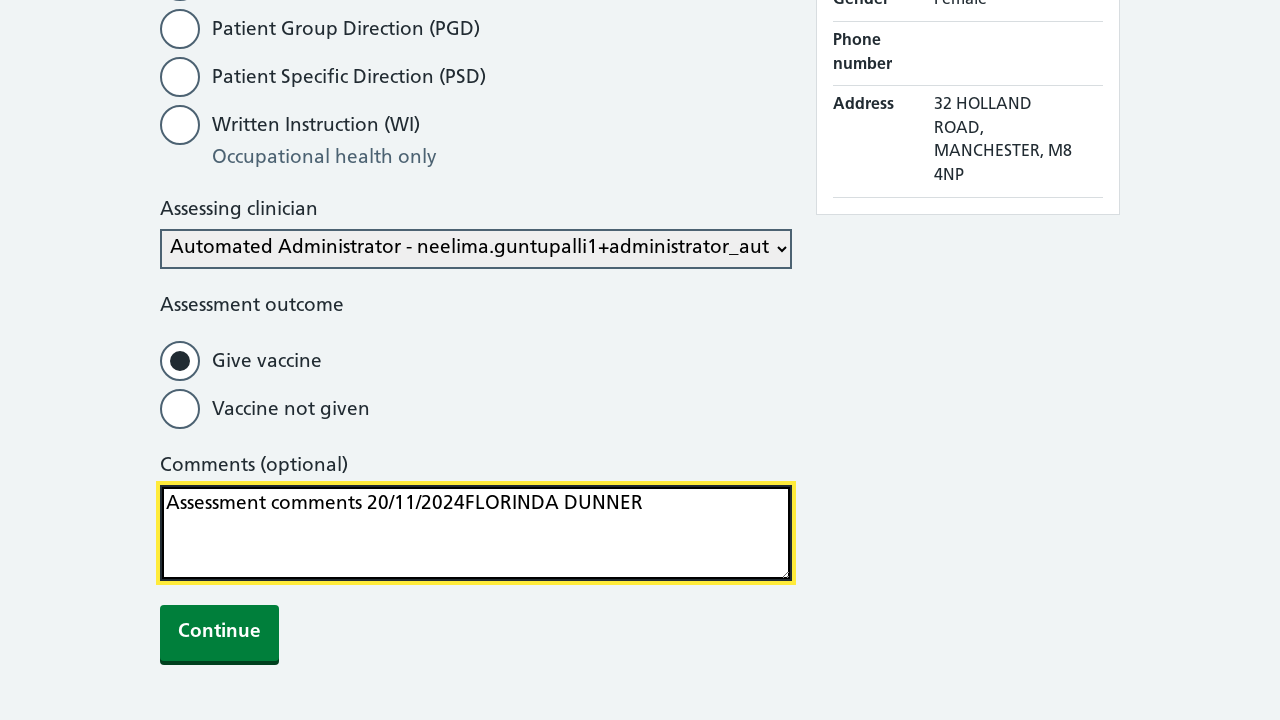 Patient Group Direction (PGD)
Patient Specific Direction (PSD)
Written Instruction (WI)
Occupational health only
Assessing clinician
Automated Administrator - neelima.guntupalli1+administrator_aut
Assessment outcome
Give vaccine
Vaccine not given
Comments (optional)
Assessment comments 20/11/2024FLORINDA DUNNER
Continue
Gender Female
Phone
number
Address 32 HOLLAND
ROAD,
MANCHESTER, M8
4NP